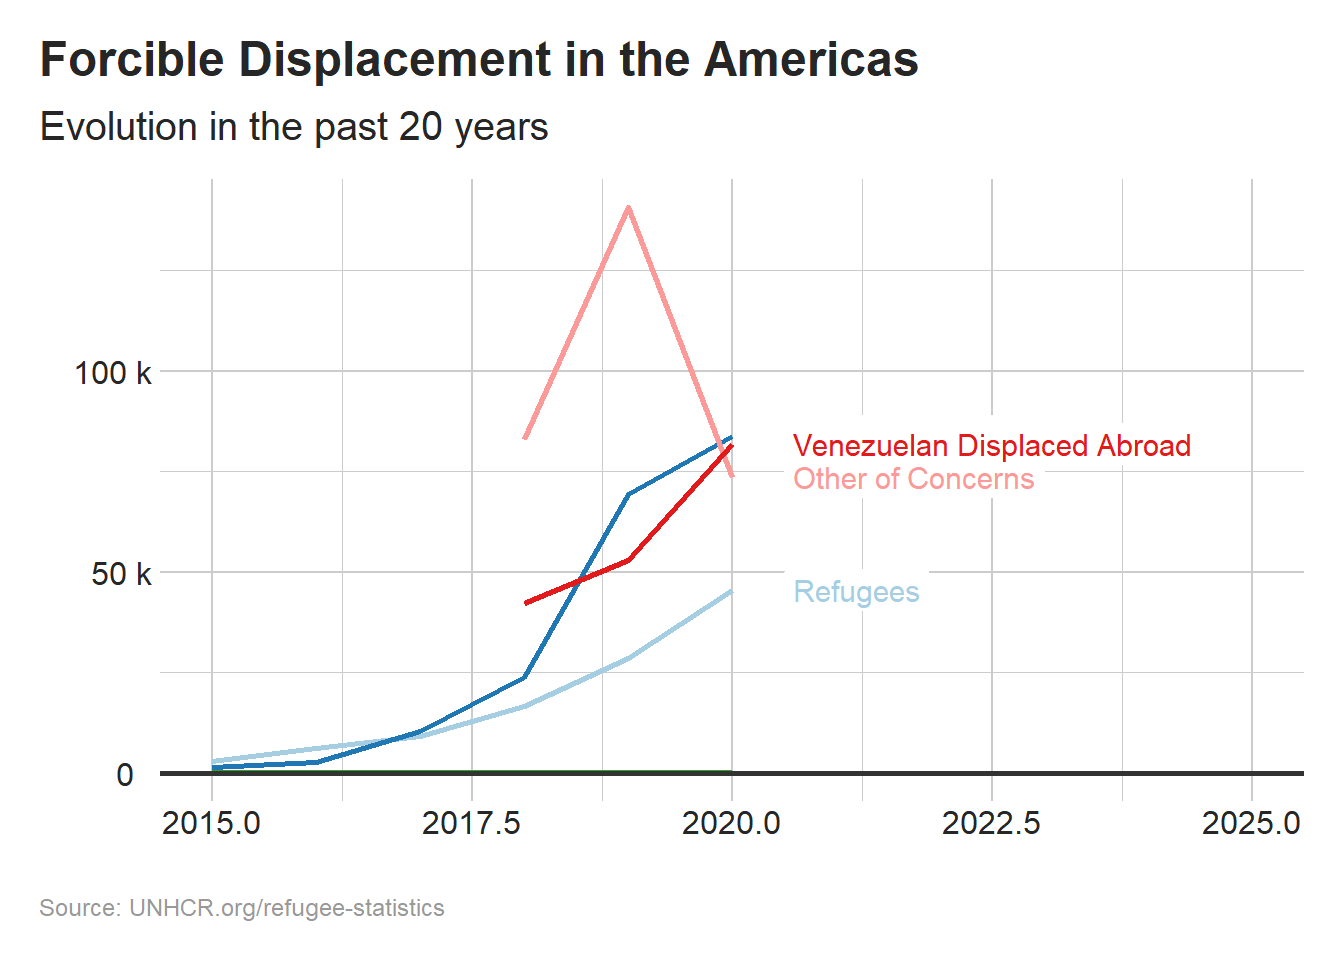 Forcible Displacement in the Americas
Evolution in the past 20 years
100 k
50 k
0
Venezuelan Displaced Abroad
Other of Concerns
Refugees
2015.0 2017.5 2020.0 2022.5 2025.0
Source: UNHCR.org/refugee-statistics